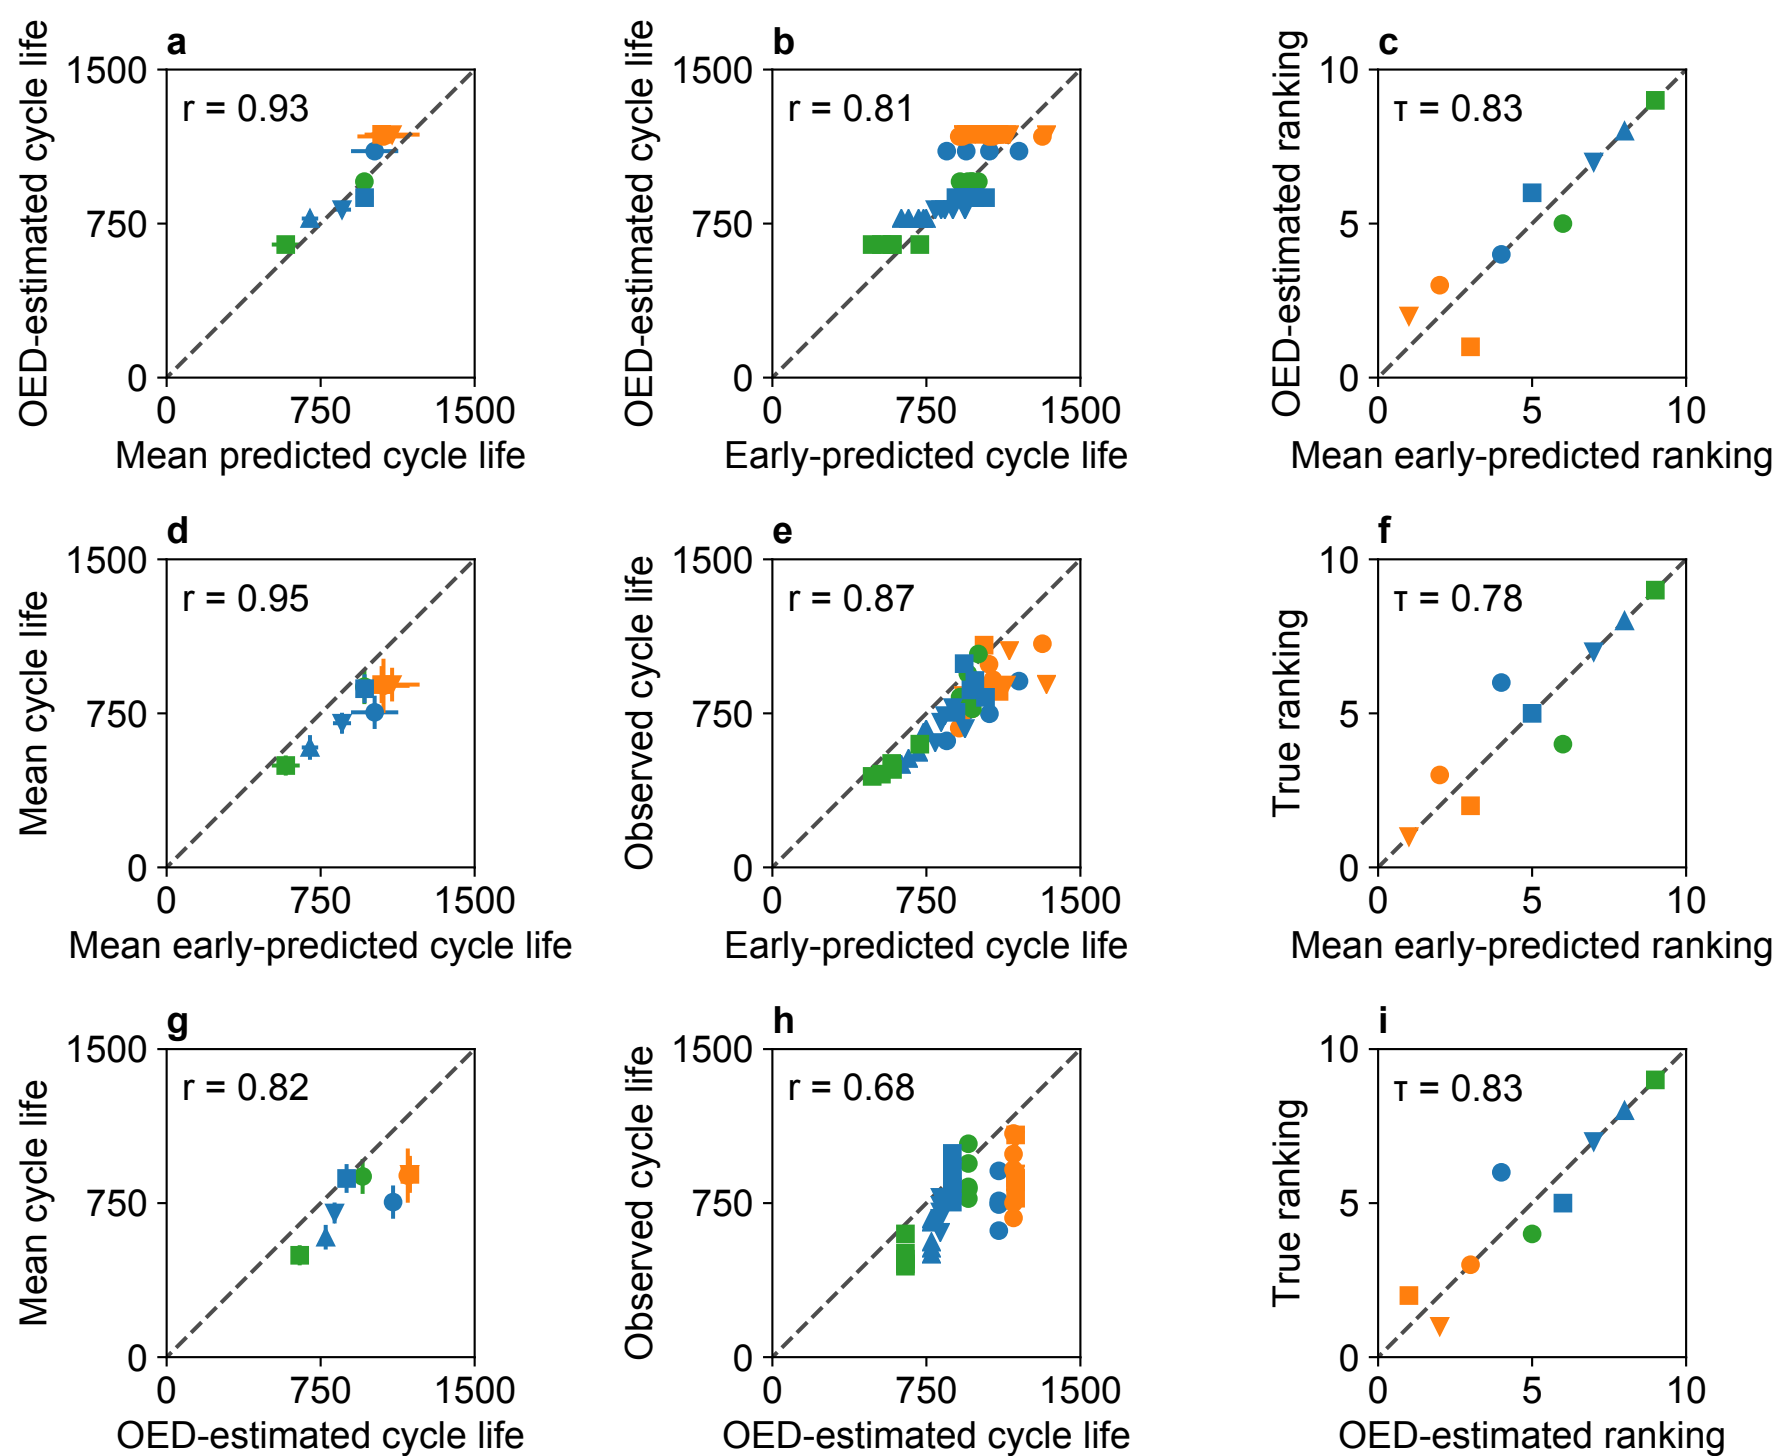 a
OED-estimated cycle life
1500
750
0
r = 0.93
0 750 1500
Mean predicted cycle life
b
OED-estimated cycle life
1500
750
0
r = 0.81
0 750 1500
Early-predicted cycle life
c
OED-estimated ranking
10
5
0
τ = 0.83
0 5 10
Mean early-predicted ranking
d
Mean cycle life
1500
750
0
r = 0.95
0 750 1500
Mean early-predicted cycle life
e
Observed cycle life
1500
750
0
r = 0.87
0 750 1500
Early-predicted cycle life
f
True ranking
10
5
0
τ = 0.78
0 5 10
Mean early-predicted ranking
g
Mean cycle life
1500
750
0
r = 0.82
0 750 1500
OED-estimated cycle life
h
Observed cycle life
1500
750
0
r = 0.68
0 750 1500
OED-estimated cycle life
i
True ranking
10
5
0
τ = 0.83
0 5 10
OED-estimated ranking